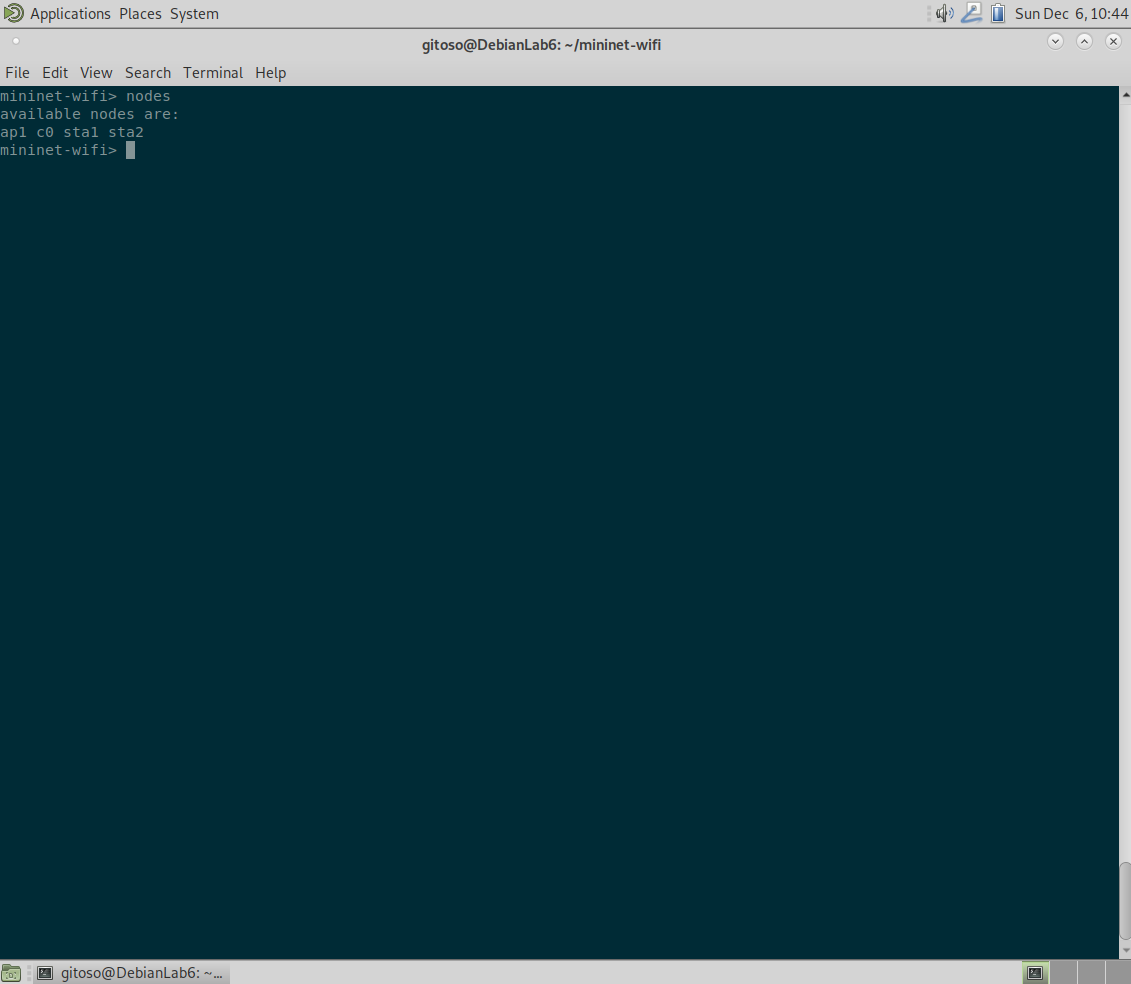 Applications Places System Sun Dec 6, 10:44
gitoso@DebianLab6: ~/mininet-wifi
File Edit View Search Terminal Help
mininet-wifi> nodes
available nodes are:
ap1 c0 sta1 sta2
mininet-wifi>
gitoso@DebianLab6: ~...